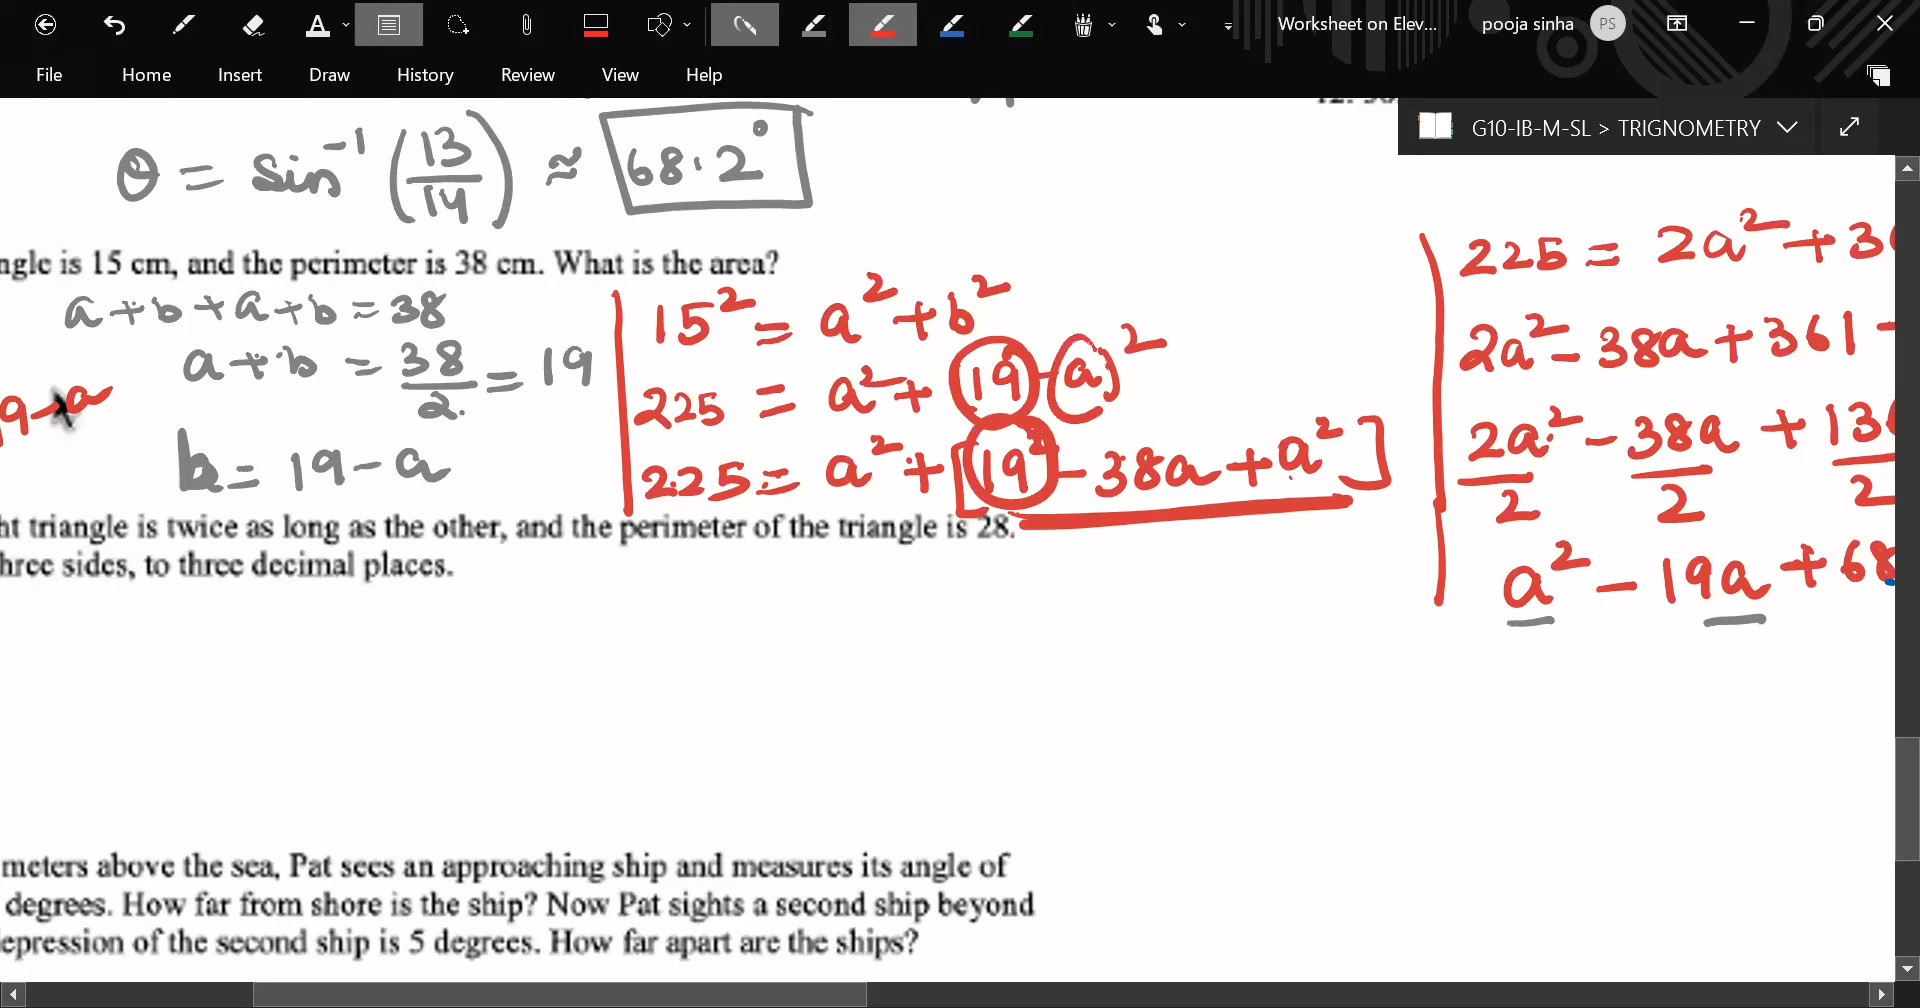 Worksheet on Elev... pooja sinha PS
File Home Insert Draw History Review View Help
G10-IB-M-SL > TRIGNOMETRY
θ = sin⁻¹ (13/14) ≈ 68.2°
ngle is 15 cm, and the perimeter is 38 cm. What is the area?
a + b + a + b = 38
a + b = 38/2 = 19
9 - a
b = 19 - a
15² = a² + b²
225 = a² + (19 - a)²
225 = a² + [19² - 38a + a²]
225 = 2a² + 3
2a² - 38a + 361 -
2a²/2 - 38a/2 + 13/2
a² - 19a + 68
ht triangle is twice as long as the other, and the perimeter of the triangle is 28.
hree sides, to three decimal places.
meters above the sea, Pat sees an approaching ship and measures its angle of
degrees. How far from shore is the ship? Now Pat sights a second ship beyond
epression of the second ship is 5 degrees. How far apart are the ships?